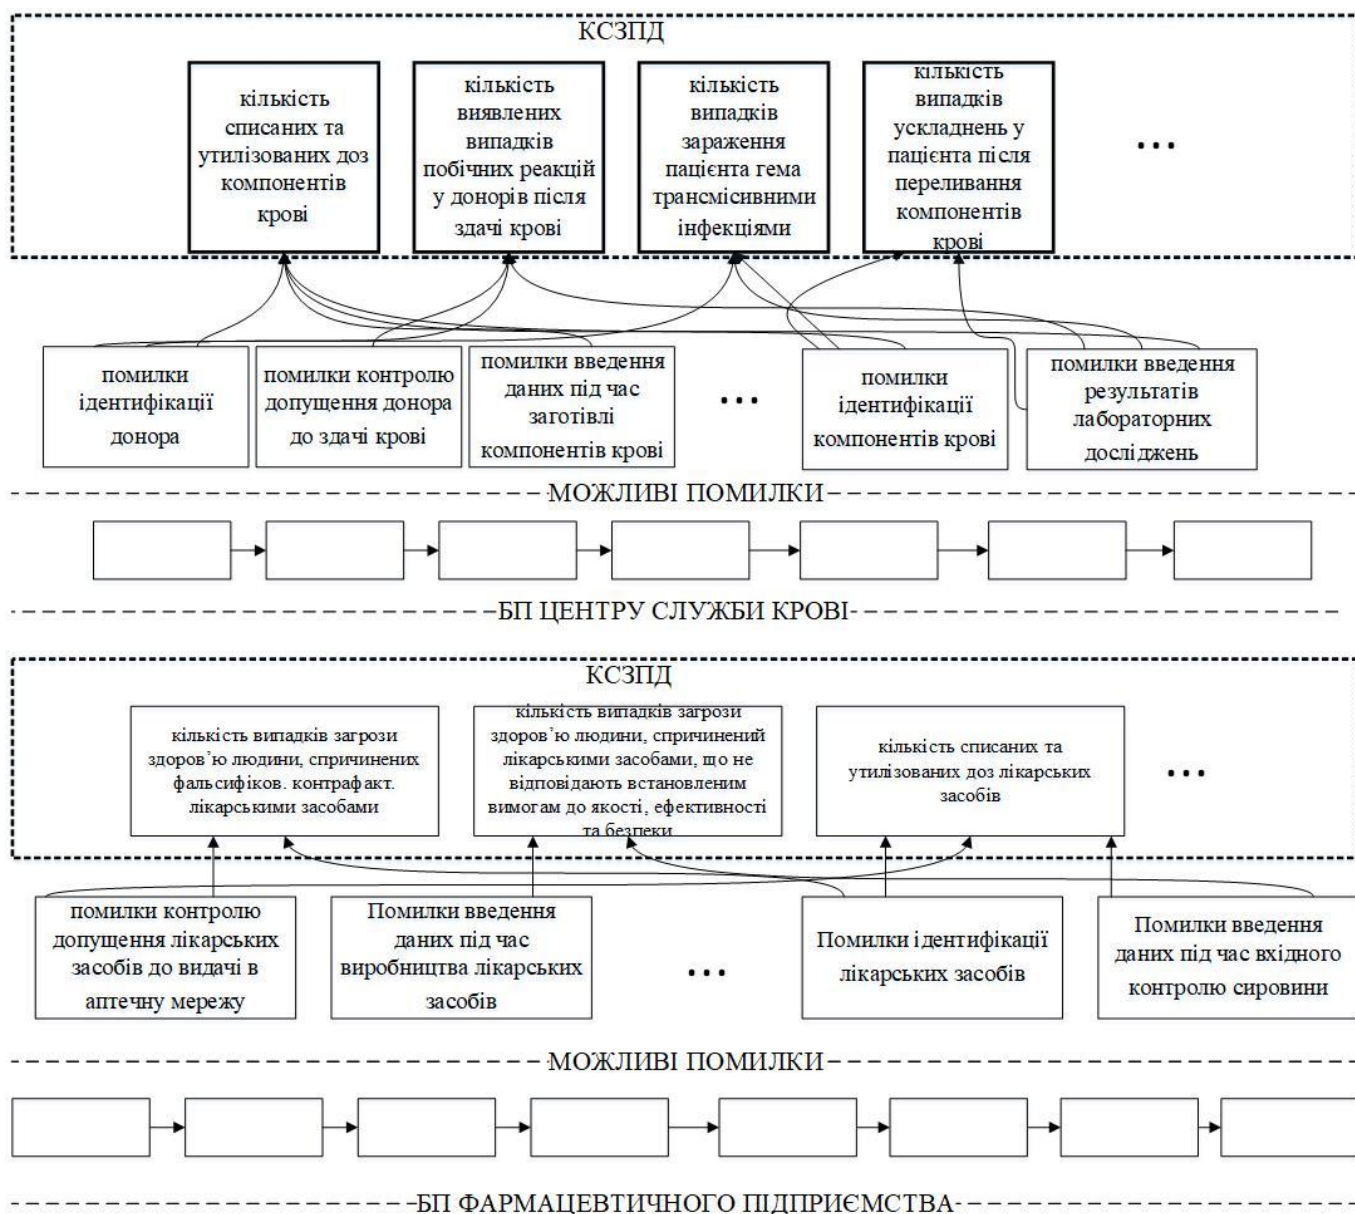 КСЗПД
кількість
списаних та
утилізованих доз
компонентів
крові
кількість
виявлених
випадків
побічних реакцій
у донорів після
здачі крові
кількість
випадків
зараження
пацієнта гема
трансмісивними
інфекціями
кількість
випадків
ускладнень у
пацієнта після
переливання
компонентів
крові
...
помилки
ідентифікації
донора
помилки контролю
допущення донора
до здачі крові
помилки введення
даних під час
заготівлі
компонентів крові
...
помилки
ідентифікації
компонентів крові
помилки введення
результатів
лабораторних
досліджень
МОЖЛИВІ ПОМИЛКИ
БП ЦЕНТРУ СЛУЖБИ КРОВІ
КСЗПД
кількість випадків загрози
здоров’ю людини, спричинених
фальсифіков. контрафакт.
лікарськими засобами
кількість випадків загрози
здоров’ю людини, спричинений
лікарськими засобами, що не
відповідають встановленим
вимогам до якості, ефективності
та безпеки
кількість списаних та
утилізованих доз лікарських
засобів
...
помилки контролю
допущення лікарських
засобів до видачі в
аптечну мережу
Помилки введення
даних під час
виробництва лікарських
засобів
...
Помилки ідентифікації
лікарських засобів
Помилки введення
даних під час вхідного
контролю сировини
МОЖЛИВІ ПОМИЛКИ
БП ФАРМАЦЕВТИЧНОГО ПІДПРИЄМСТВА